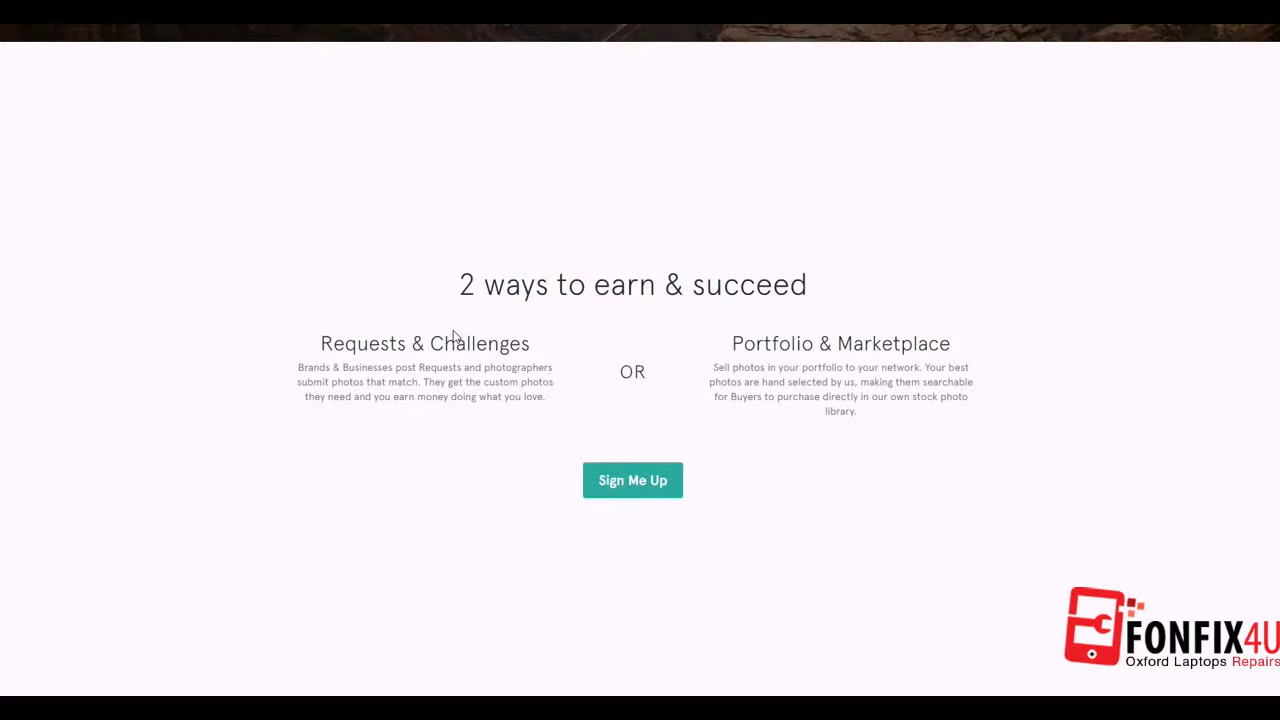 2 ways to earn & succeed
Requests & Challenges
Brands & Businesses post Requests and photographers
submit photos that match. They get the custom photos
they need and you earn money doing what you love.
OR
Portfolio & Marketplace
Sell photos in your portfolio to your network. Your best
photos are hand selected by us, making them searchable
for Buyers to purchase directly in our own stock photo
library.
Sign Me Up
FONFIX4U
Oxford Laptops Repairs